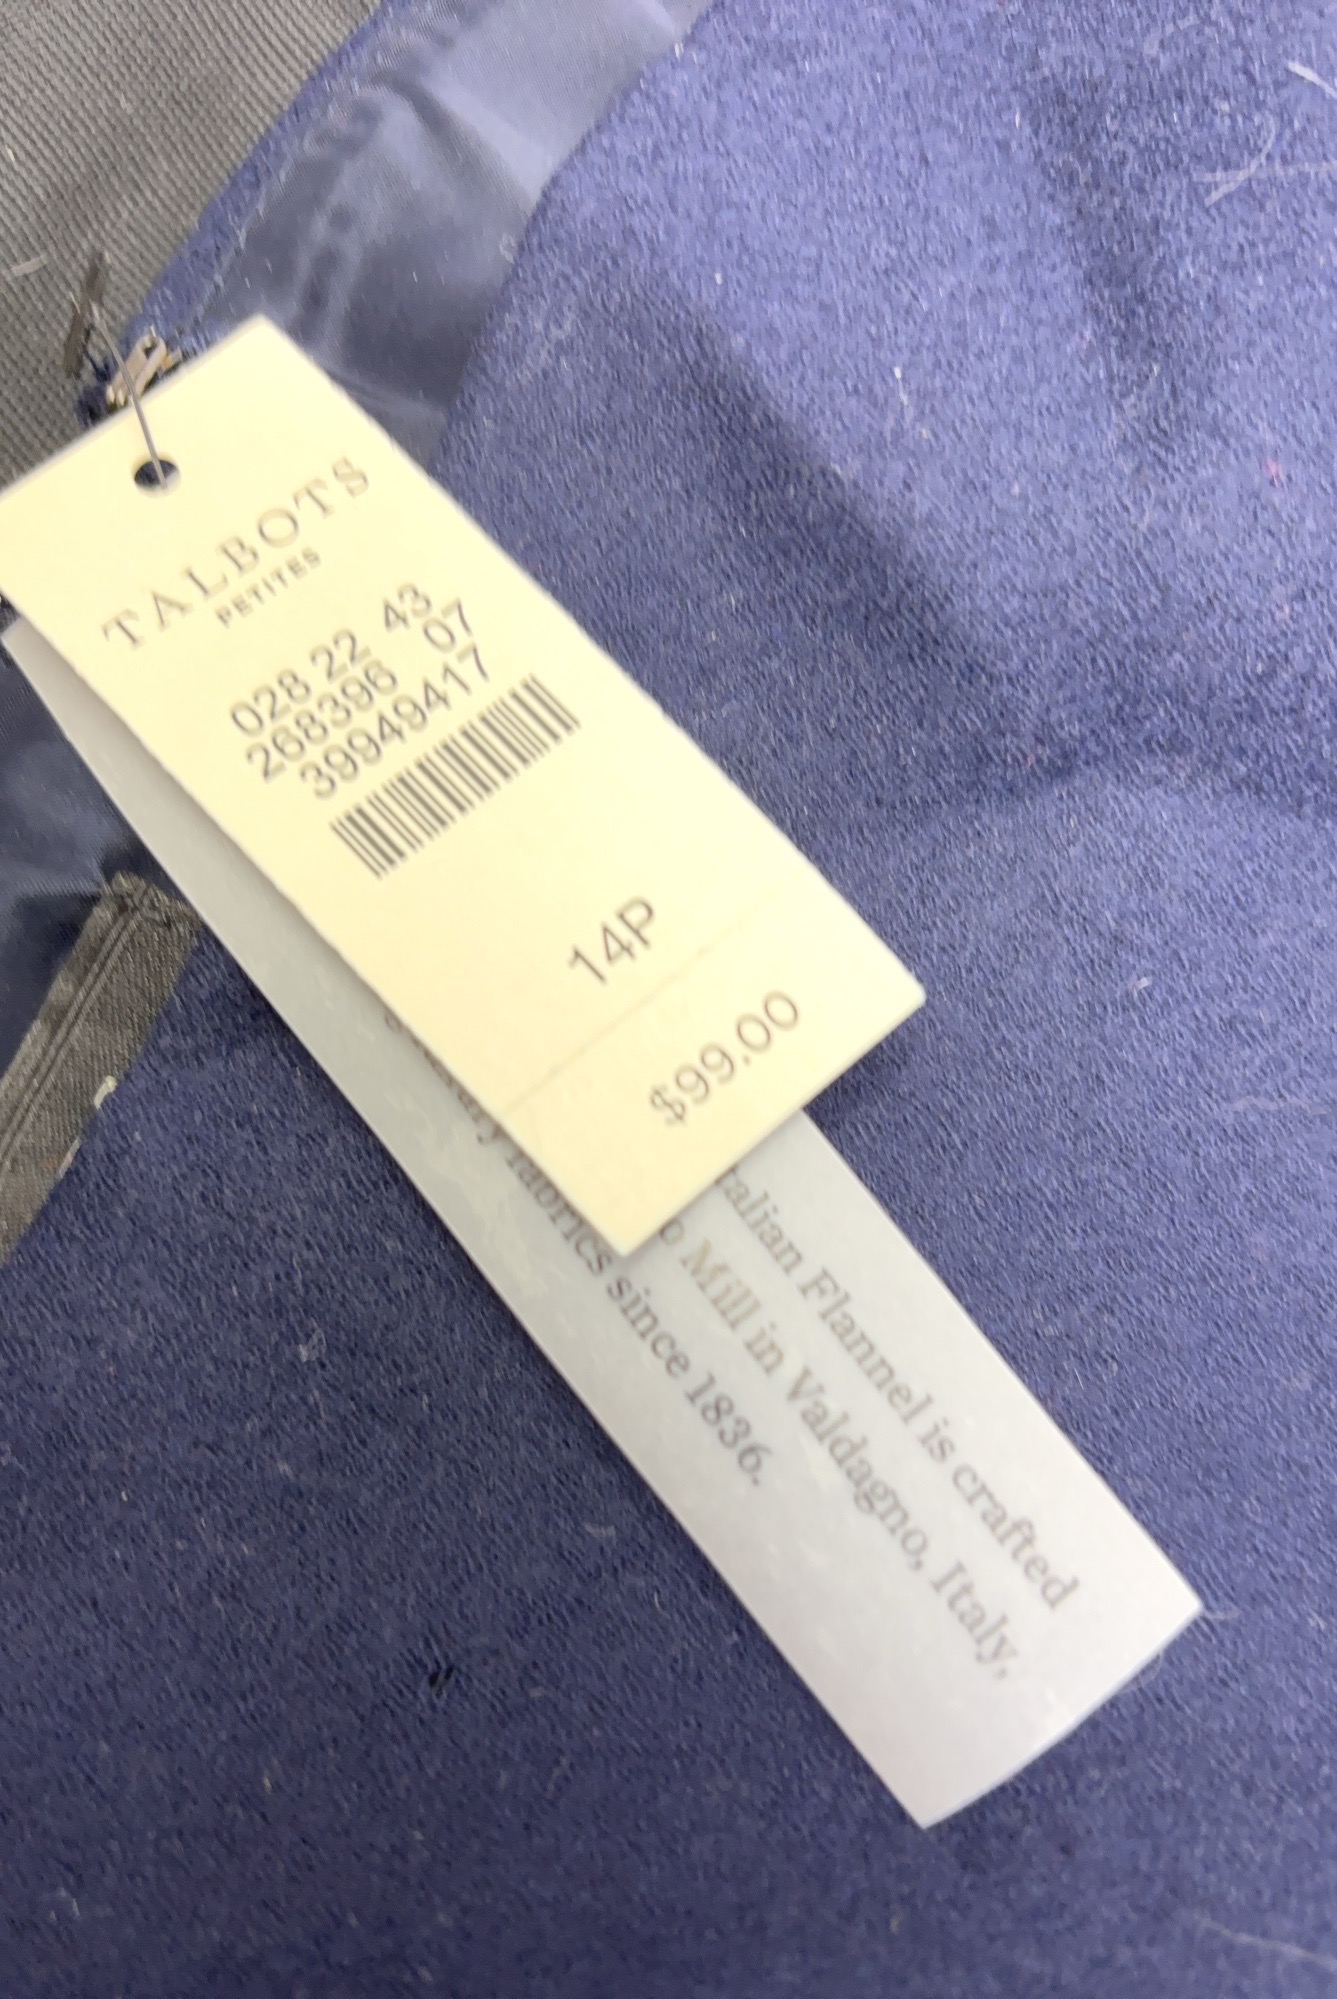 TALBOTS
PETITES
028 22 43
268396 07
39949417
14P
$99.00
Italian Flannel is crafted
Mill in Valdagno, Italy,
fabrics since 1836.